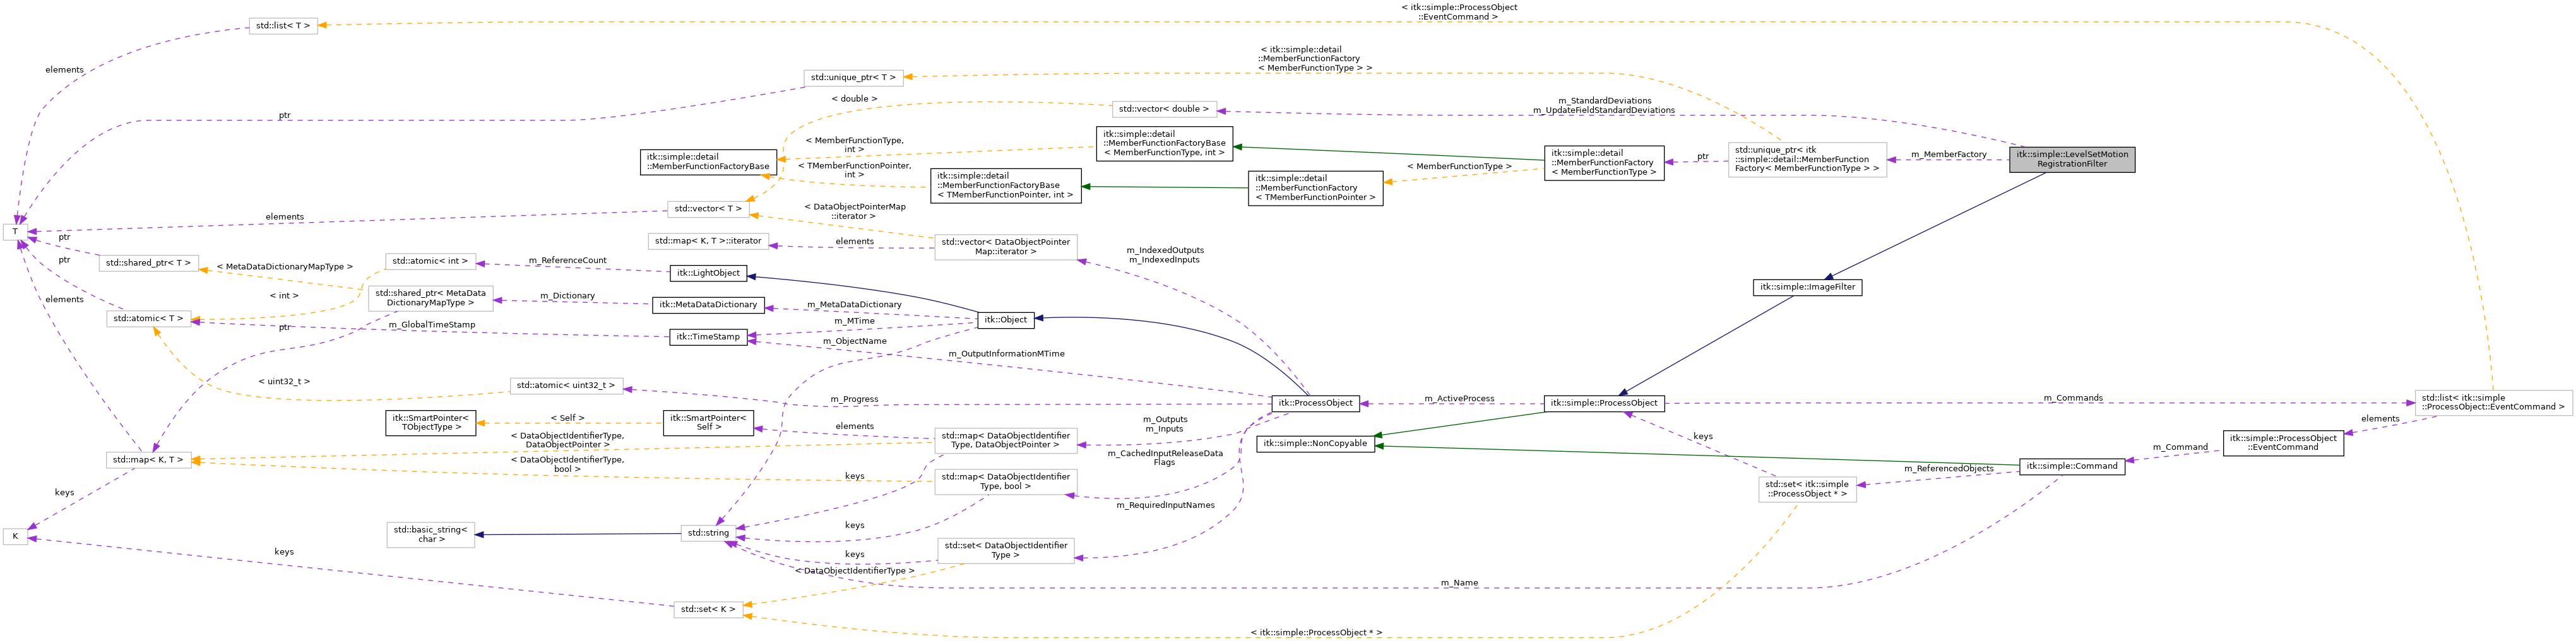 < itk::simple::ProcessObject
::EventCommand >
std::list< T >
< itk::simple::detail
::MemberFunctionFactory
< MemberFunctionType > >
elements
std::unique_ptr< T >
< double >
m_StandardDeviations
m_UpdateFieldStandardDeviations
std::vector< double >
ptr
itk::simple::detail
::MemberFunctionFactoryBase
< MemberFunctionType, int >
< MemberFunctionType,
int >
itk::simple::detail
::MemberFunctionFactoryBase
< TMemberFunctionPointer,
int >
itk::simple::detail
::MemberFunctionFactoryBase
< TMemberFunctionPointer, int >
< MemberFunctionType >
itk::simple::detail
::MemberFunctionFactory
< TMemberFunctionPointer >
itk::simple::detail
::MemberFunctionFactory
< MemberFunctionType >
ptr
std::unique_ptr< itk
::simple::detail::MemberFunction
Factory< MemberFunctionType > >
m_MemberFactory
itk::simple::LevelSetMotion
RegistrationFilter
std::vector< T >
elements
< DataObjectPointerMap
::iterator >
T
ptr
std::map< K, T >::iterator
elements
std::vector< DataObjectPointer
Map::iterator >
m_IndexedOutputs
m_IndexedInputs
std::shared_ptr< T >
ptr
< MetaDataDictionaryMapType >
std::atomic< int >
m_ReferenceCount
itk::LightObject
itk::simple::ImageFilter
elements
< int >
std::shared_ptr< MetaData
DictionaryMapType >
m_Dictionary
itk::MetaDataDictionary
m_MetaDataDictionary
std::atomic< T >
ptr
m_GlobalTimeStamp
itk::TimeStamp
m_MTime
itk::Object
m_ObjectName
m_OutputInformationMTime
< uint32_t >
std::atomic< uint32_t >
m_Progress
itk::ProcessObject
m_ActiveProcess
itk::simple::ProcessObject
m_Commands
std::list< itk::simple
::ProcessObject::EventCommand >
itk::SmartPointer<
TObjectType >
< Self >
itk::SmartPointer<
Self >
elements
m_Outputs
m_Inputs
elements
< DataObjectIdentifierType,
DataObjectPointer >
std::map< DataObjectIdentifier
Type, DataObjectPointer >
itk::simple::NonCopyable
keys
m_Command
itk::simple::ProcessObject
::EventCommand
std::map< K, T >
< DataObjectIdentifierType,
bool >
m_CachedInputReleaseData
Flags
itk::simple::Command
m_ReferencedObjects
keys
keys
std::map< DataObjectIdentifier
Type, bool >
std::set< itk::simple
::ProcessObject * >
m_RequiredInputNames
K
std::basic_string<
char >
std::string
keys
keys
keys
std::set< DataObjectIdentifier
Type >
< DataObjectIdentifierType >
m_Name
std::set< K >
< itk::simple::ProcessObject * >